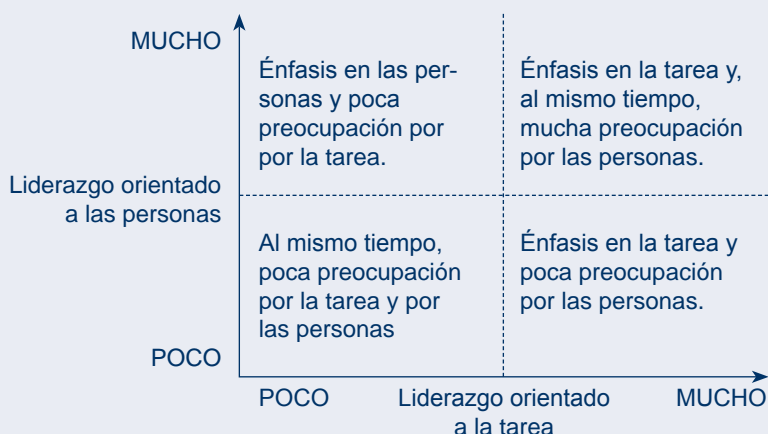 MUCHO
Énfasis en las per-
sonas y poca
preocupación por
por la tarea.
Énfasis en la tarea y,
al mismo tiempo,
mucha preocupación
por las personas.
Liderazgo orientado
a las personas
Al mismo tiempo,
poca preocupación
por la tarea y por
las personas
Énfasis en la tarea y
poca preocupación
por las personas.
POCO
POCO
Liderazgo orientado
a la tarea
MUCHO